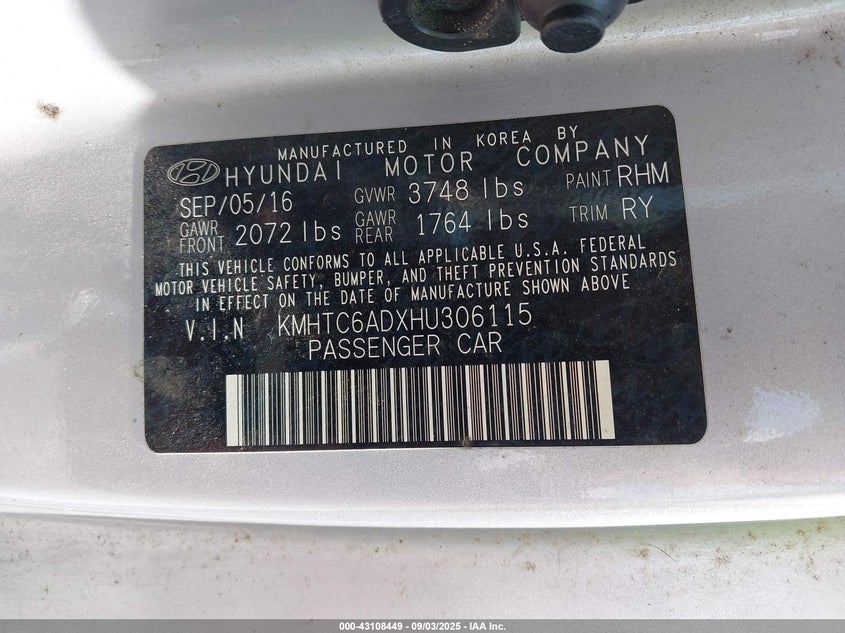 MANUFACTURED IN KOREA BY
HYUNDAI MOTOR COMPANY
SEP/05/16 GVWR 3748 lbs PAINT RHM
GAWR FRONT 2072 lbs GAWR REAR 1764 lbs TRIM RY
THIS VEHICLE CONFORMS TO ALL APPLICABLE U.S.A. FEDERAL
MOTOR VEHICLE SAFETY, BUMPER, AND THEFT PREVENTION STANDARDS
IN EFFECT ON THE DATE OF MANUFACTURE SHOWN ABOVE
V.I.N KMHTC6ADXHU306115
PASSENGER CAR
000-43108449 - 09/03/2025 - IAA Inc.